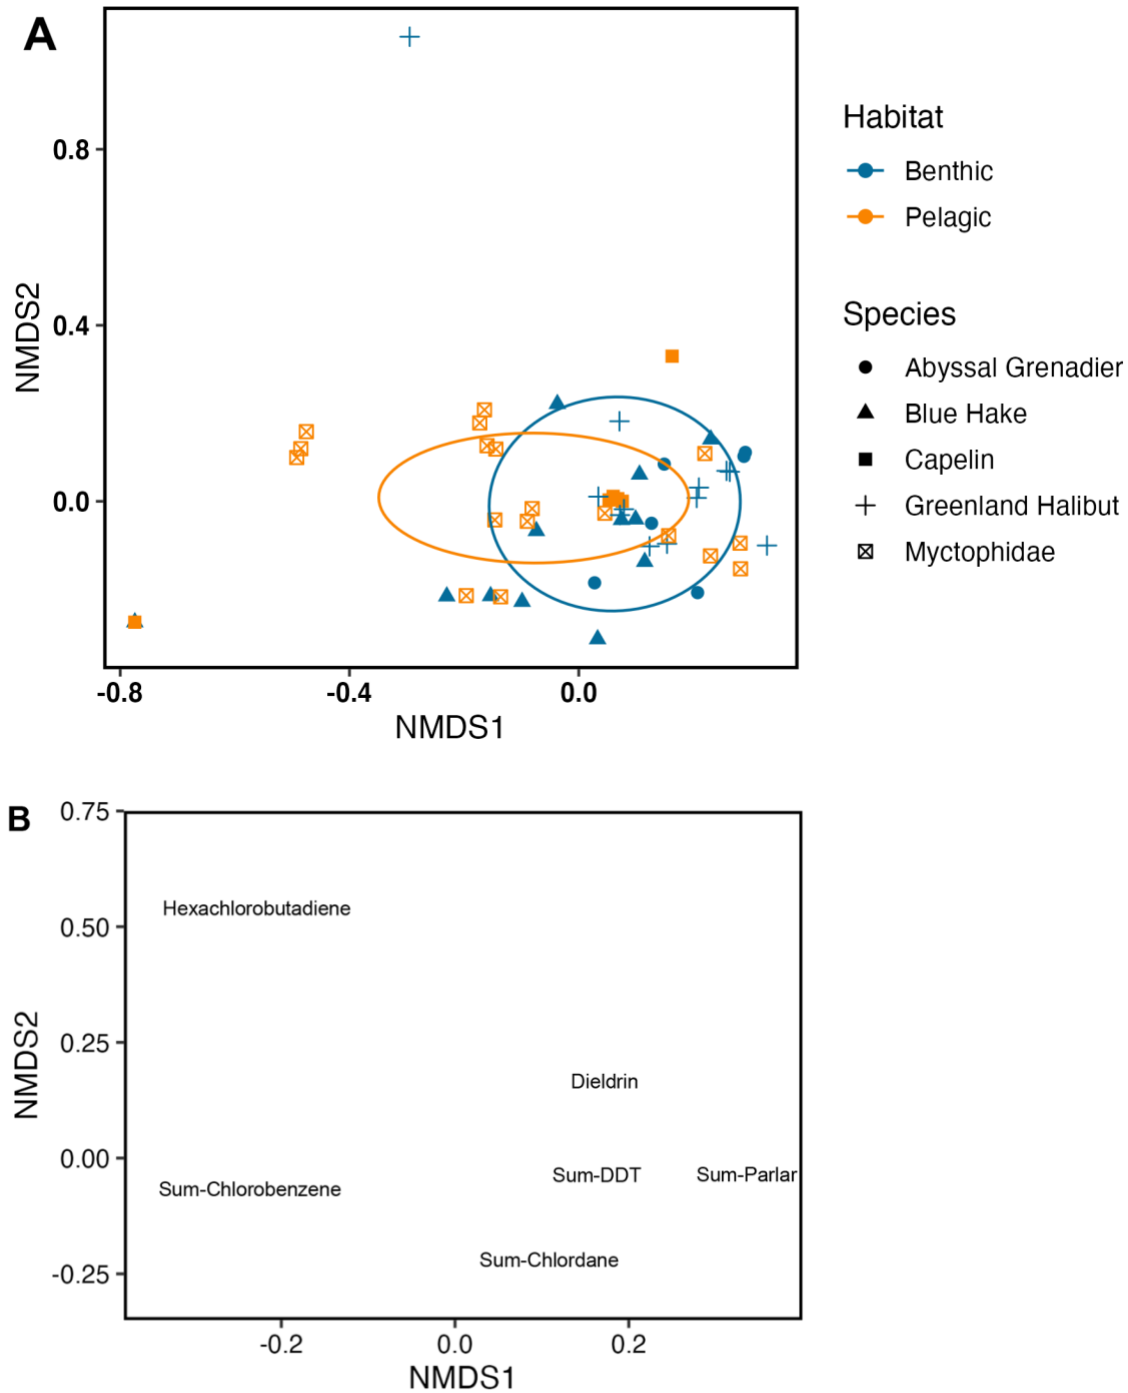 A
0.8
0.4
0.0
NMDS2
-0.8
-0.4
0.0
NMDS1
Habitat
Benthic
Pelagic
Species
Abyssal Grenadier
Blue Hake
Capelin
Greenland Halibut
Myctophidae
B
0.75
0.50
0.25
0.00
-0.25
NMDS2
Hexachlorobutadiene
Dieldrin
Sum-DDT
Sum-Parlar
Sum-Chlorobenzene
Sum-Chlordane
-0.2
0.0
0.2
NMDS1